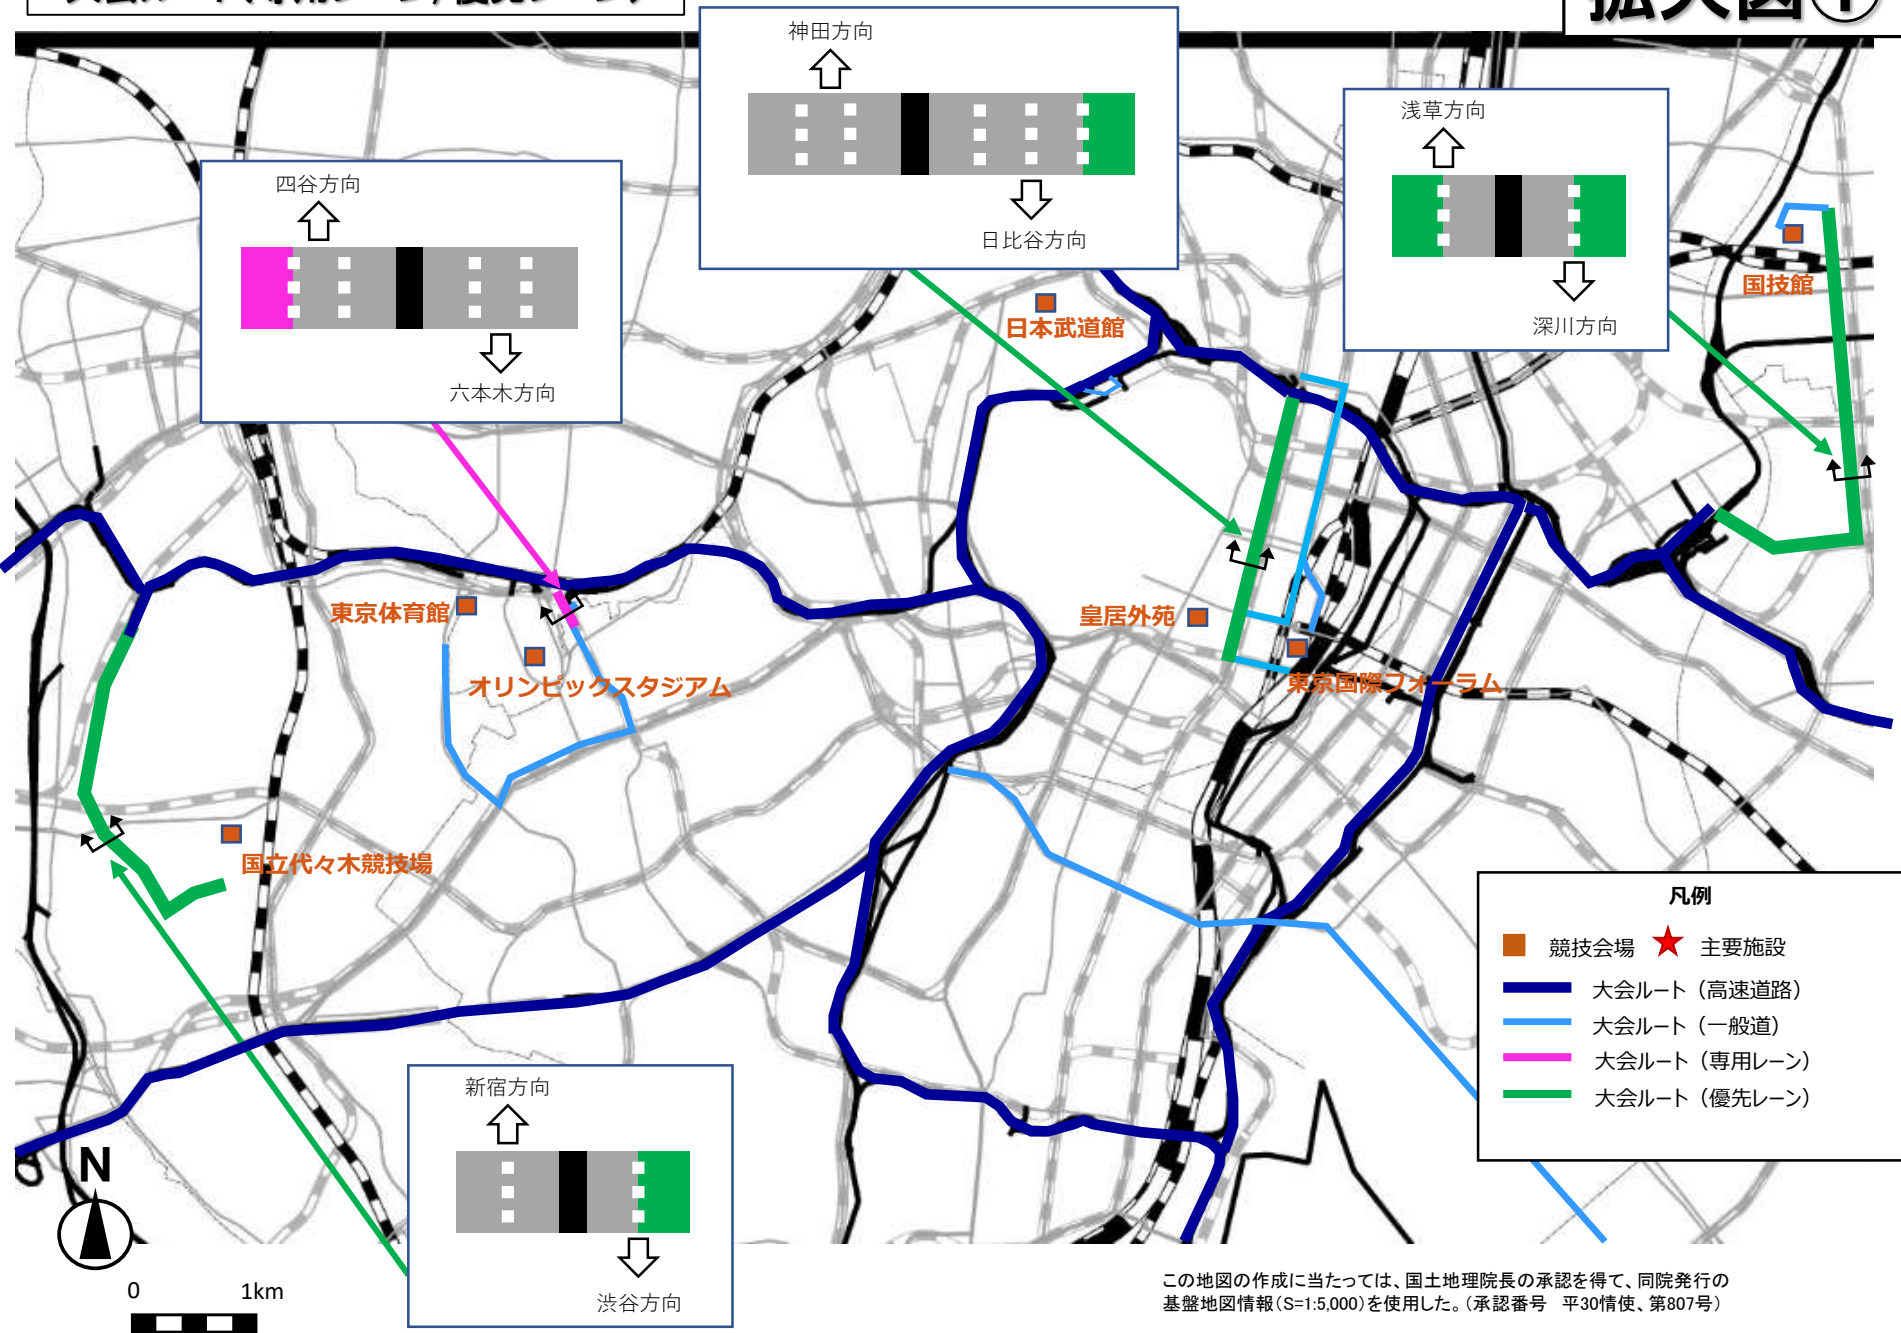 拡大図①
神田方向
日比谷方向
浅草方向
深川方向
四谷方向
六本木方向
国技館
日本武道館
東京体育館
オリンピックスタジアム
皇居外苑
東京国際フォーラム
国立代々木競技場
凡例
競技会場 主要施設
大会ルート（高速道路）
大会ルート（一般道）
大会ルート（専用レーン）
大会ルート（優先レーン）
新宿方向
渋谷方向
N
0 1km
この地図の作成に当たっては、国土地理院長の承認を得て、同院発行の
基盤地図情報（S=1:5,000）を使用した。（承認番号 平30情使、第807号）